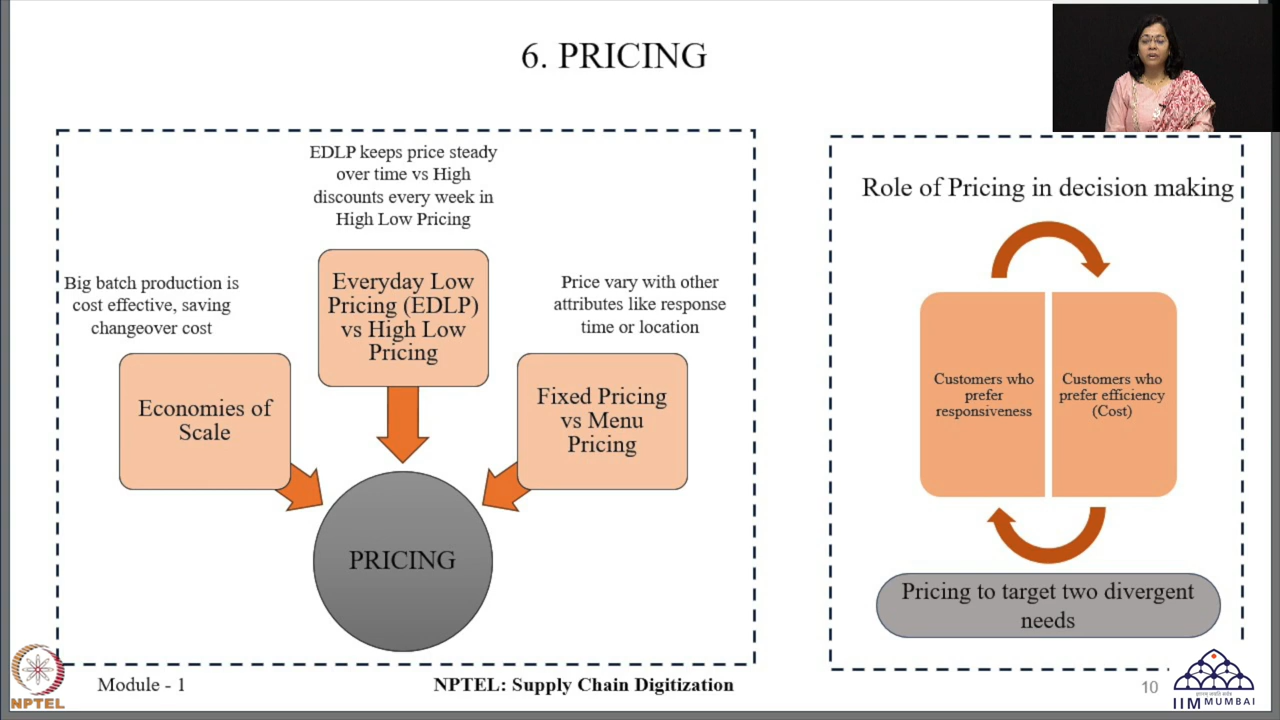 6. PRICING
EDLP keeps price steady
over time vs High
discounts every week in
High Low Pricing
Big batch production is
cost effective, saving
changeover cost
Everyday Low
Pricing (EDLP)
vs High Low
Pricing
Price vary with other
attributes like response
time or location
Economies of
Scale
Fixed Pricing
vs Menu
Pricing
PRICING
Role of Pricing in decision making
Customers who
prefer
responsiveness
Customers who
prefer efficiency
(Cost)
Pricing to target two divergent
needs
NPTEL
Module - 1
NPTEL: Supply Chain Digitization
10
IIM MUMBAI